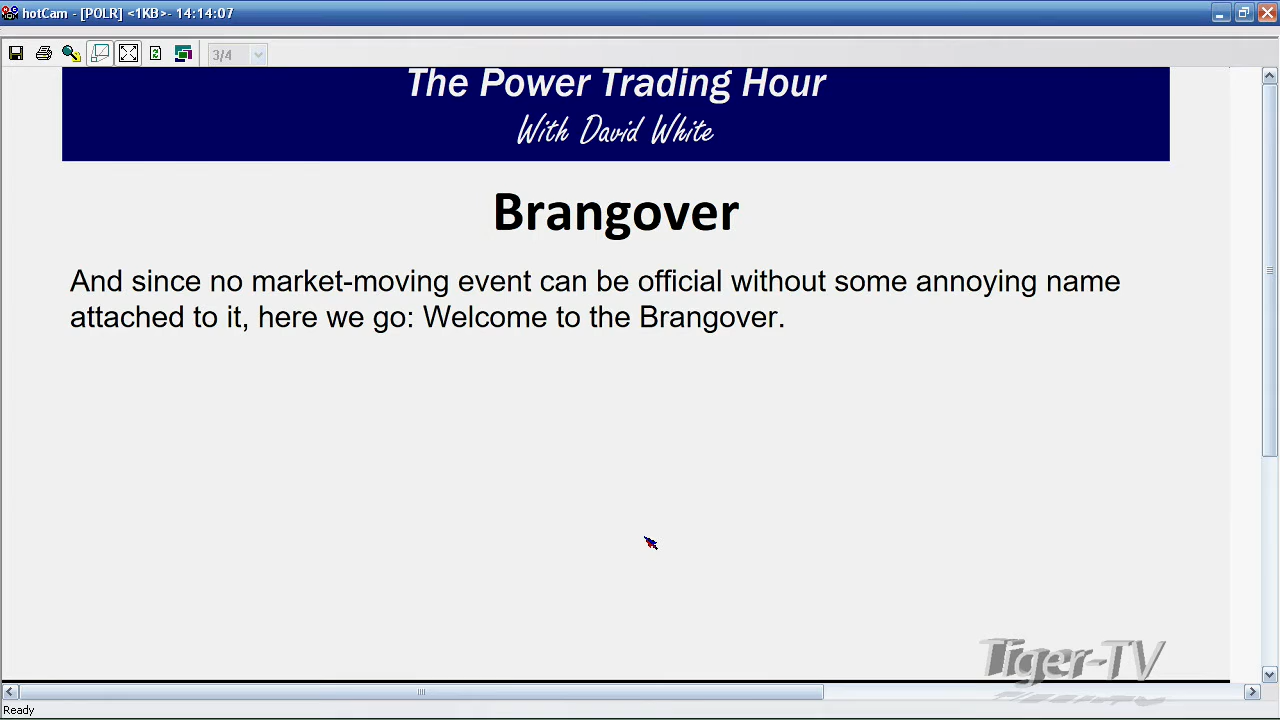 hotCam - [POLR] <1KB>- 14:14:07
3/4
The Power Trading Hour
With David White
Brangover
And since no market-moving event can be official without some annoying name
attached to it, here we go: Welcome to the Brangover.
Tiger-TV
Ready